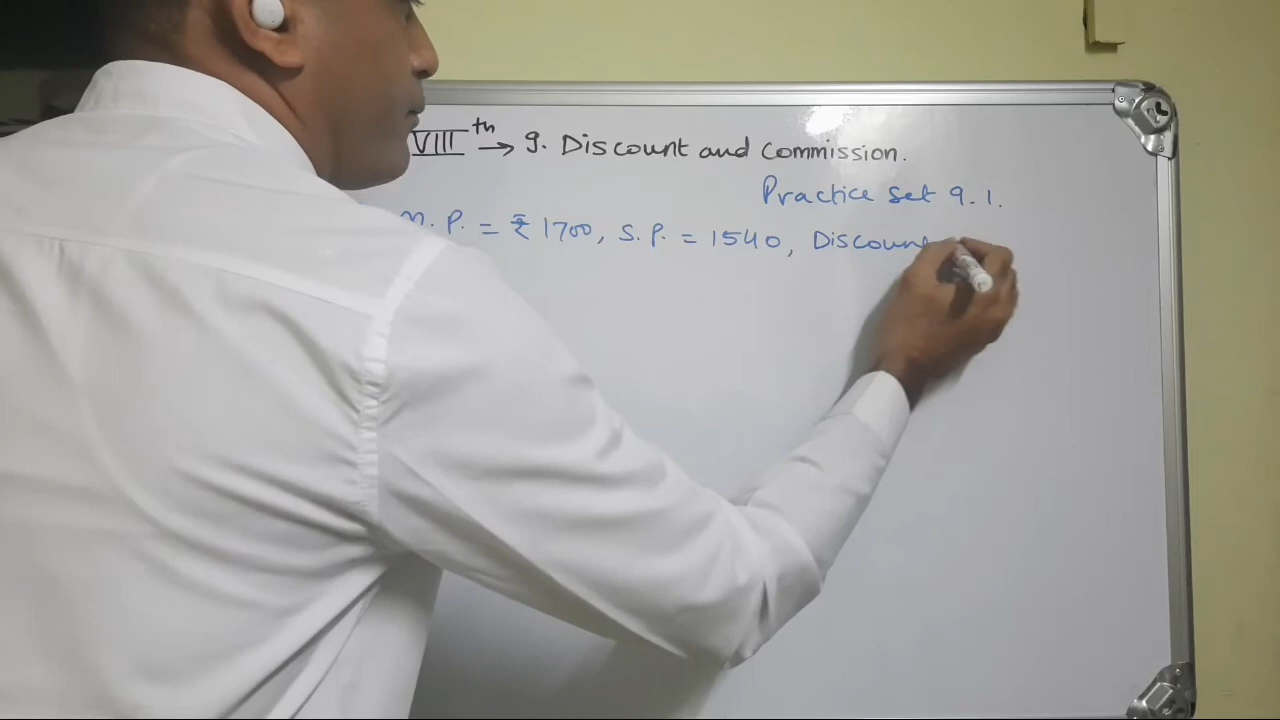 VIII th → 9. Discount and commission.
Practice set 9.1.
M.P. = ₹ 1700, S.P. = 1540, Discount